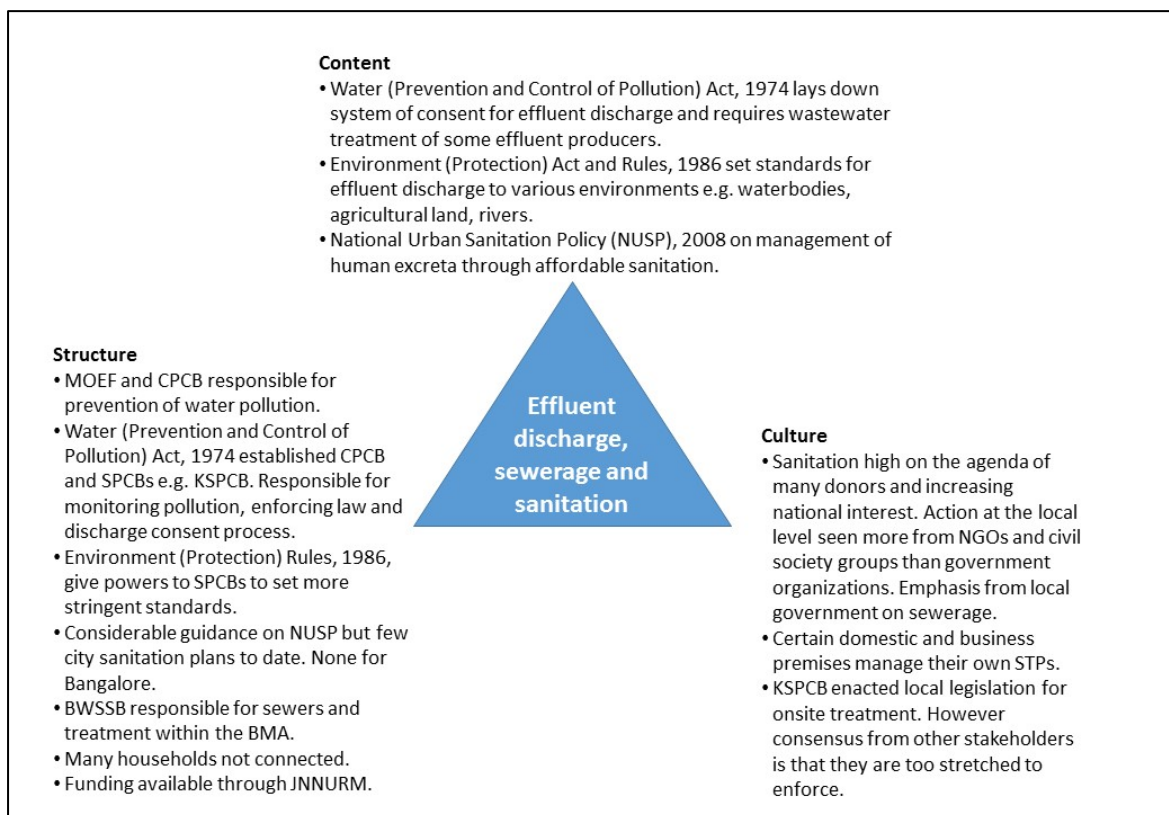 Content
• Water (Prevention and Control of Pollution) Act, 1974 lays down
system of consent for effluent discharge and requires wastewater
treatment of some effluent producers.
• Environment (Protection) Act and Rules, 1986 set standards for
effluent discharge to various environments e.g. waterbodies,
agricultural land, rivers.
• National Urban Sanitation Policy (NUSP), 2008 on management of
human excreta through affordable sanitation.
Structure
• MOEF and CPCB responsible for
prevention of water pollution.
• Water (Prevention and Control of
Pollution) Act, 1974 established CPCB
and SPCBs e.g. KSPCB. Responsible for
monitoring pollution, enforcing law and
discharge consent process.
• Environment (Protection) Rules, 1986,
give powers to SPCBs to set more
stringent standards.
• Considerable guidance on NUSP but few
city sanitation plans to date. None for
Bangalore.
• BWSSB responsible for sewers and
treatment within the BMA.
• Many households not connected.
• Funding available through JNNURM.
Effluent
discharge,
sewerage and
sanitation
Culture
• Sanitation high on the agenda of
many donors and increasing
national interest. Action at the local
level seen more from NGOs and civil
society groups than government
organizations. Emphasis from local
government on sewerage.
• Certain domestic and business
premises manage their own STPs.
• KSPCB enacted local legislation for
onsite treatment. However
consensus from other stakeholders
is that they are too stretched to
enforce.